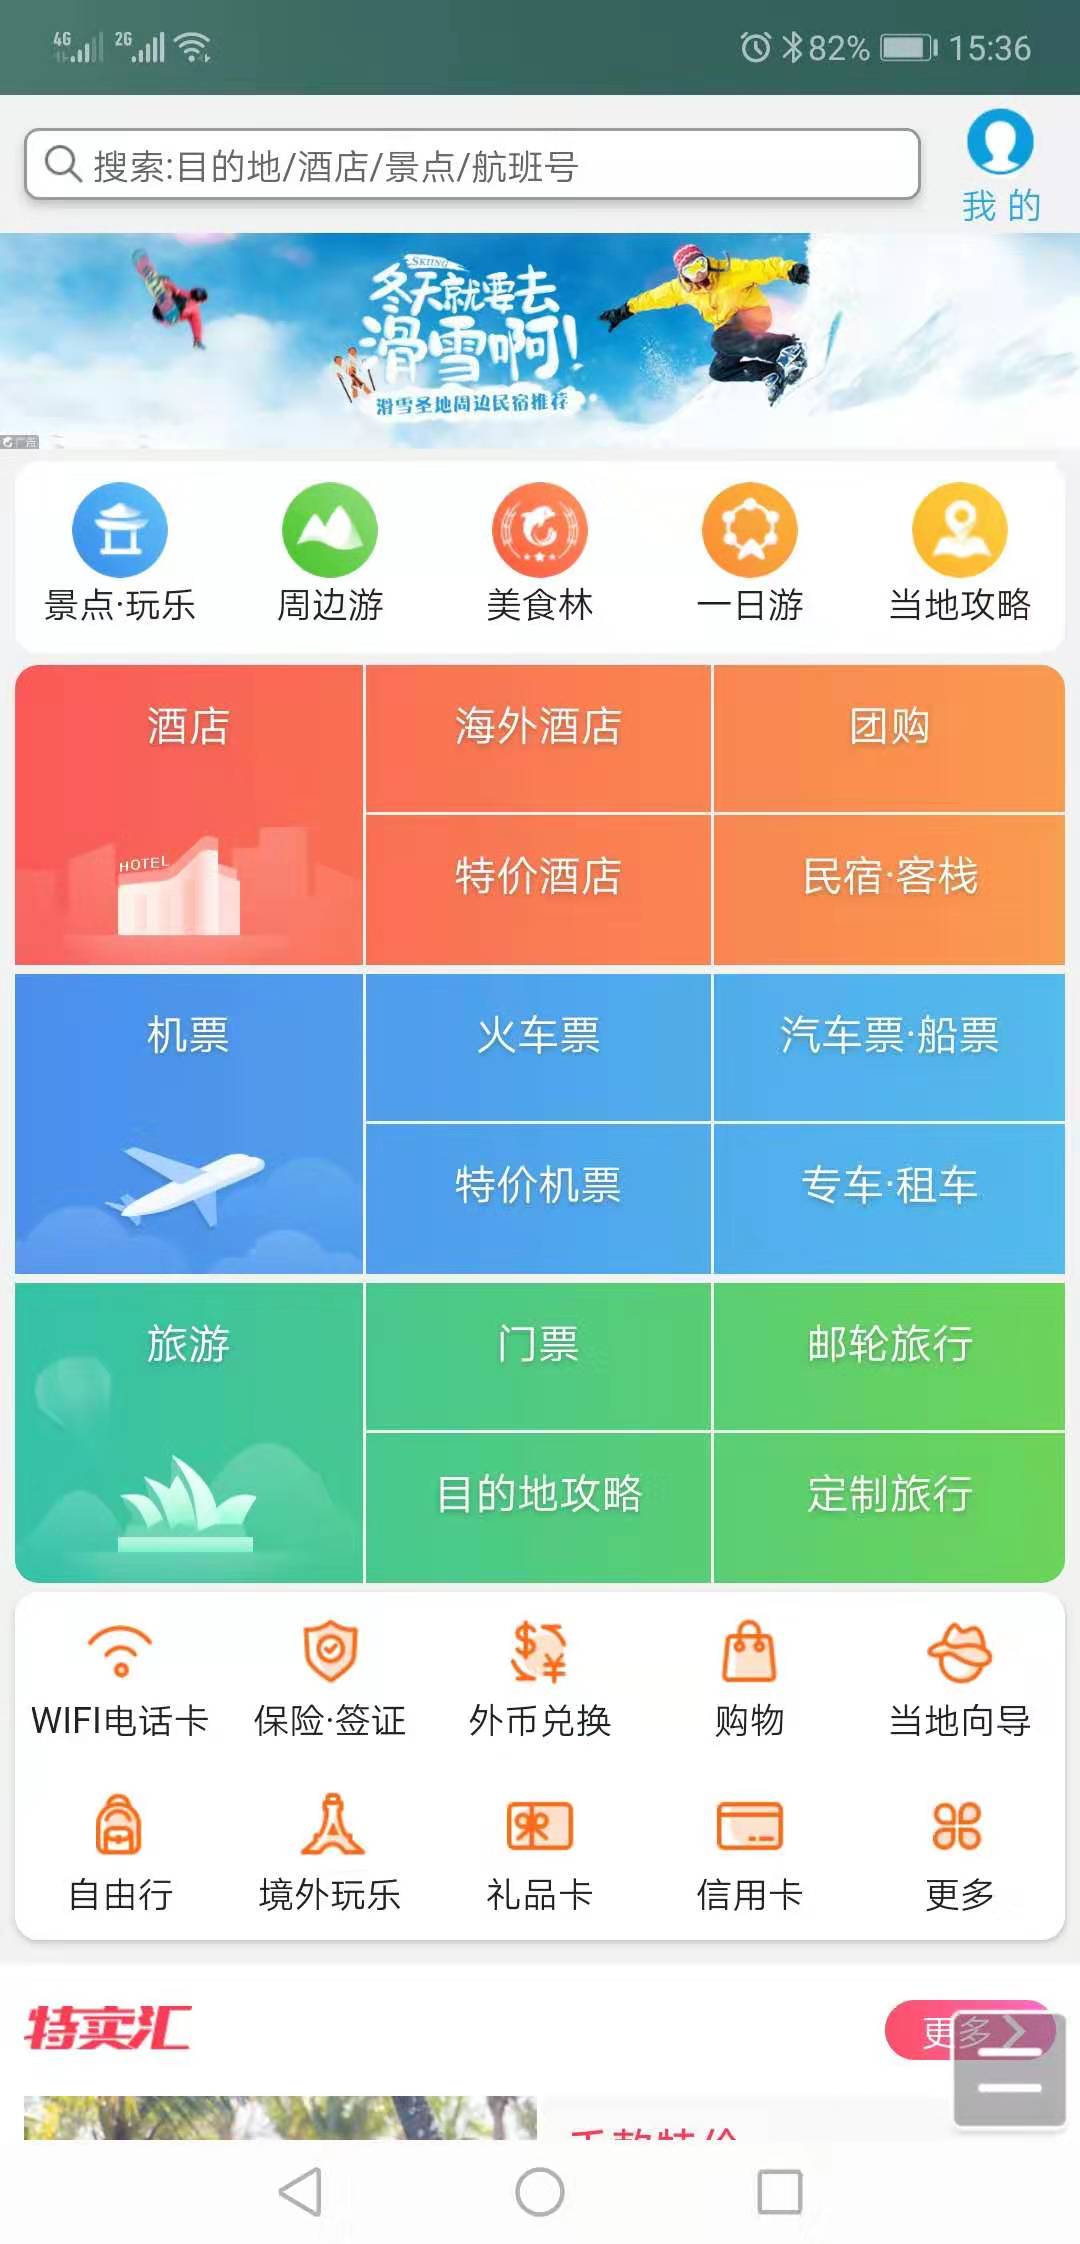 4G 2G 82% 15:36
搜索:目的地/酒店/景点/航班号
我 的
SKIING
冬天就要去
滑雪啊!
滑雪圣地周边民宿推荐
广告
景点·玩乐 周边游 美食林 一日游 当地攻略
酒店 海外酒店 团购
HOTEL
特价酒店 民宿·客栈
机票 火车票 汽车票·船票
特价机票 专车·租车
旅游 门票 邮轮旅行
目的地攻略 定制旅行
WIFI电话卡 保险·签证 外币兑换 购物 当地向导
自由行 境外玩乐 礼品卡 信用卡 更多
特卖汇 更多